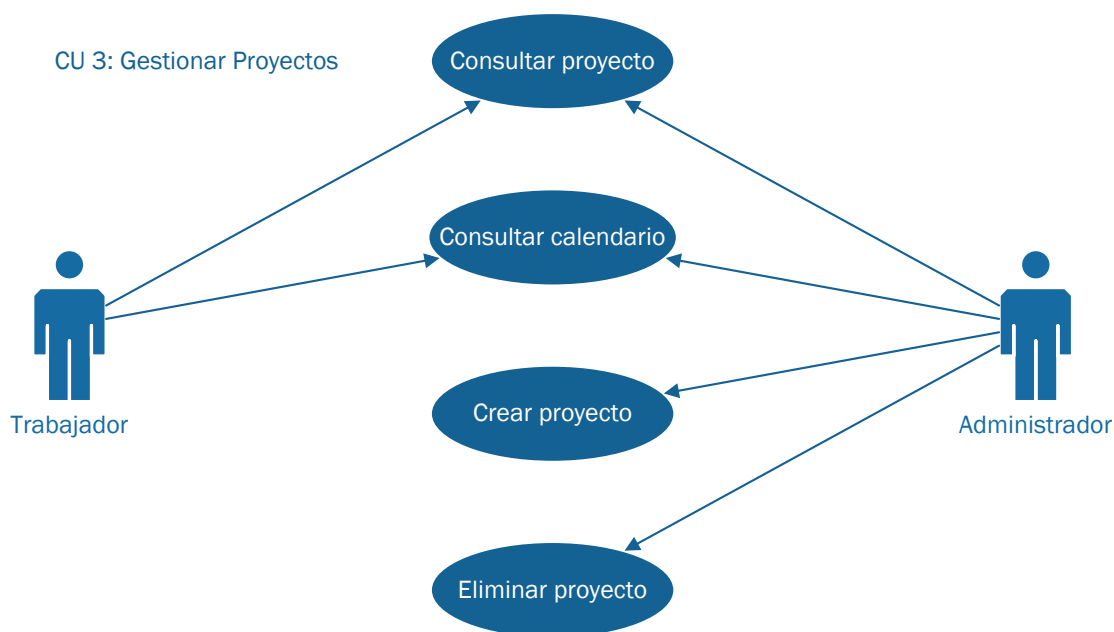 CU 3: Gestionar Proyectos
Consultar proyecto
Consultar calendario
Trabajador
Crear proyecto
Administrador
Eliminar proyecto